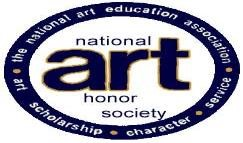 the national art education association
national
art
honor
society
art • scholarship • character • service